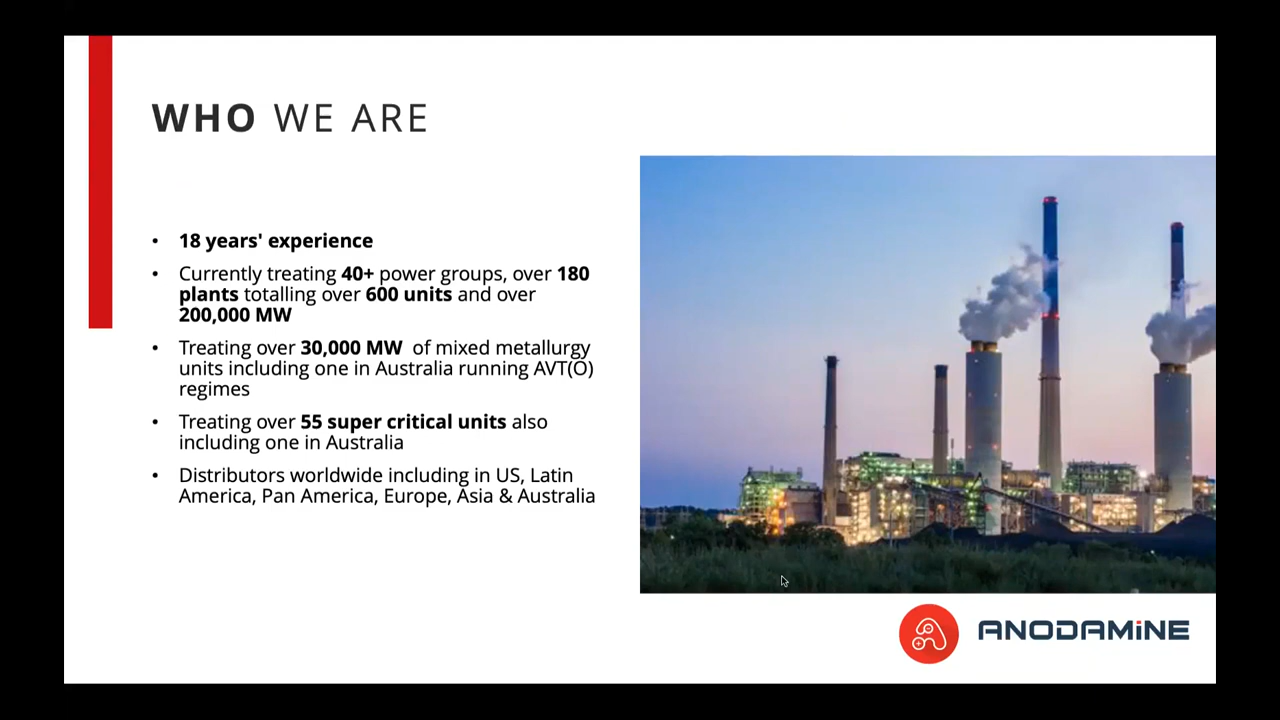 WHO WE ARE
• 18 years' experience
• Currently treating 40+ power groups, over 180
plants totalling over 600 units and over
200,000 MW
• Treating over 30,000 MW of mixed metallurgy
units including one in Australia running AVT(O)
regimes
• Treating over 55 super critical units also
including one in Australia
• Distributors worldwide including in US, Latin
America, Pan America, Europe, Asia & Australia
ANODAMiNE